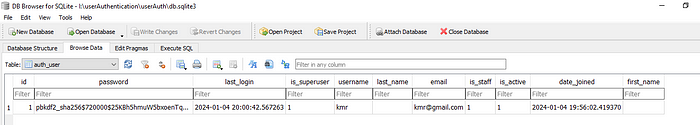 DB Browser for SQLite - I:\userAuthentication\userAuth\db.sqlite3
File Edit View Tools Help
New Database Open Database Write Changes Revert Changes Open Project Save Project Attach Database Close Database
Database Structure Browse Data Edit Pragmas Execute SQL
Table: auth_user Filter in any column
id password last_login is_superuser username last_name email is_staff is_active date_joined first_name
Filter Filter Filter Filter Filter Filter Filter Filter Filter Filter Filter
1 1 pbkdf2_sha256$720000$25KBh5hmuW5bxoenTq... 2024-01-04 20:00:42.567263 1 kmr kmr@gmail.com 1 1 2024-01-04 19:56:02.419370